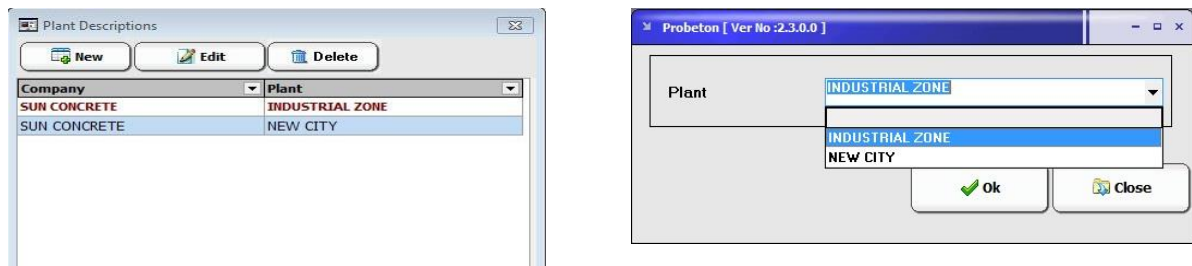 Plant Descriptions
New Edit Delete
Company Plant
SUN CONCRETE INDUSTRIAL ZONE
SUN CONCRETE NEW CITY
Probeton [ Ver No :2.3.0.0 ]
Plant INDUSTRIAL ZONE
INDUSTRIAL ZONE
NEW CITY
Ok Close